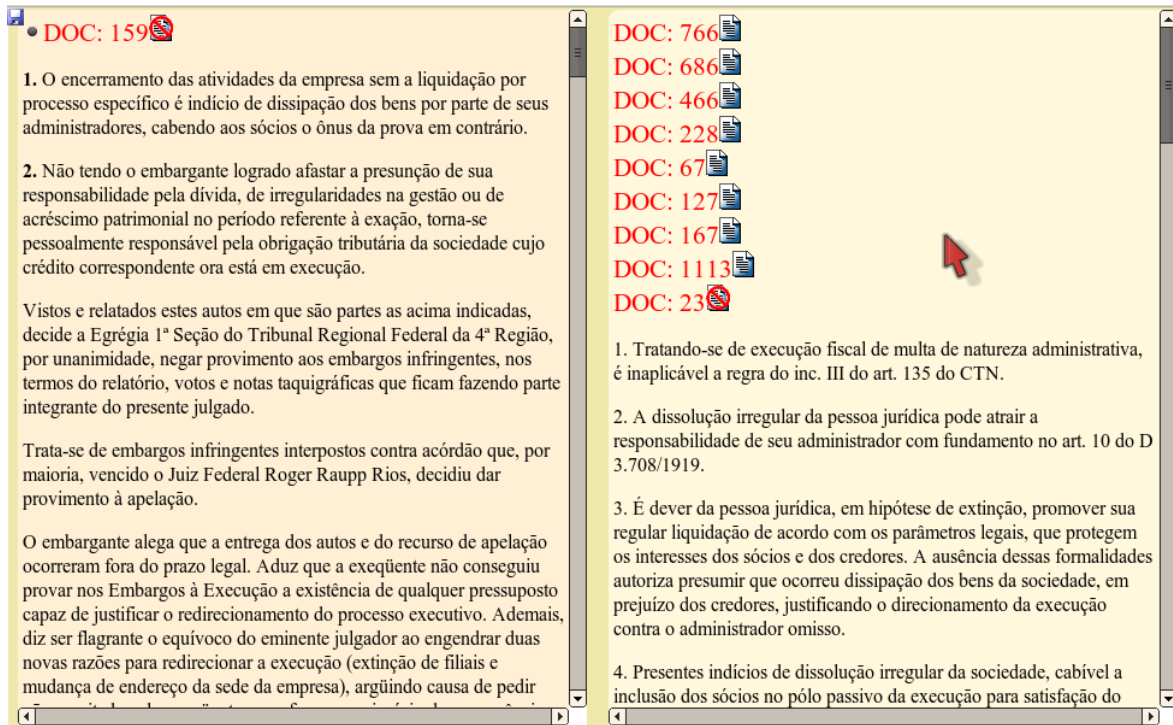 DOC: 159
1. O encerramento das atividades da empresa sem a liquidação por
processo específico é indício de dissipação dos bens por parte de seus
administradores, cabendo aos sócios o ônus da prova em contrário.
2. Não tendo o embargante logrado afastar a presunção de sua
responsabilidade pela dívida, de irregularidades na gestão ou de
acréscimo patrimonial no período referente à exação, torna-se
pessoalmente responsável pela obrigação tributária da sociedade cujo
crédito correspondente ora está em execução.
Vistos e relatados estes autos em que são partes as acima indicadas,
decide a Egrégia 1ª Seção do Tribunal Regional Federal da 4ª Região,
por unanimidade, negar provimento aos embargos infringentes, nos
termos do relatório, votos e notas taquigráficas que ficam fazendo parte
integrante do presente julgado.
Trata-se de embargos infringentes interpostos contra acórdão que, por
maioria, vencido o Juiz Federal Roger Raupp Rios, decidiu dar
provimento à apelação.
O embargante alega que a entrega dos autos e do recurso de apelação
ocorreram fora do prazo legal. Aduz que a exeqüente não conseguiu
provar nos Embargos à Execução a existência de qualquer pressuposto
capaz de justificar o redirecionamento do processo executivo. Ademais,
diz ser flagrante o equívoco do eminente julgador ao engendrar duas
novas razões para redirecionar a execução (extinção de filiais e
mudança de endereço da sede da empresa), argüindo causa de pedir
DOC: 766
DOC: 686
DOC: 466
DOC: 228
DOC: 67
DOC: 127
DOC: 167
DOC: 1113
DOC: 23
1. Tratando-se de execução fiscal de multa de natureza administrativa,
é inaplicável a regra do inc. III do art. 135 do CTN.
2. A dissolução irregular da pessoa jurídica pode atrair a
responsabilidade de seu administrador com fundamento no art. 10 do D
3.708/1919.
3. É dever da pessoa jurídica, em hipótese de extinção, promover sua
regular liquidação de acordo com os parâmetros legais, que protegem
os interesses dos sócios e dos credores. A ausência dessas formalidades
autoriza presumir que ocorreu dissipação dos bens da sociedade, em
prejuízo dos credores, justificando o direcionamento da execução
contra o administrador omisso.
4. Presentes indícios de dissolução irregular da sociedade, cabível a
inclusão dos sócios no pólo passivo da execução para satisfação do